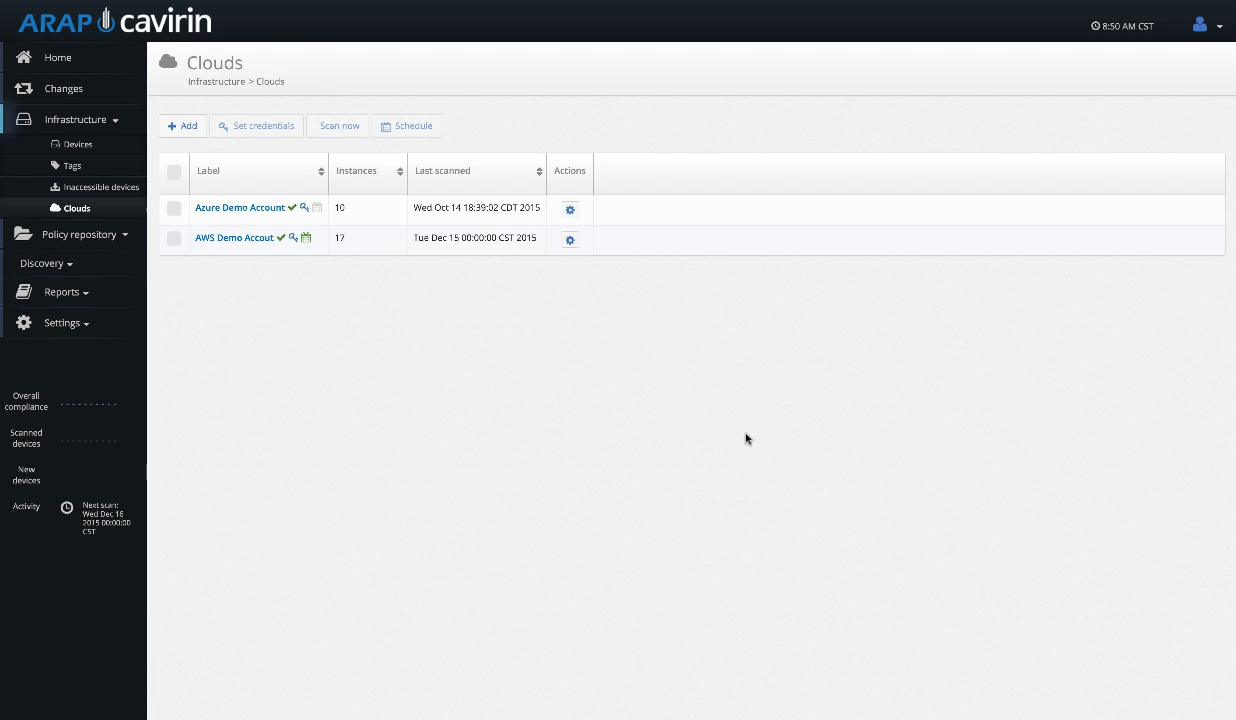 ARAP cavirin
8:50 AM CST
Home
Changes
Infrastructure
Devices
Tags
Inaccessible devices
Clouds
Policy repository
Discovery
Reports
Settings
Overall
compliance
Scanned
devices
New
devices
Activity
Next scan:
Wed Dec 16
2015 00:00:00
CST
Clouds
Infrastructure > Clouds
Add
Set credentials
Scan now
Schedule
Label
Instances
Last scanned
Actions
Azure Demo Account
10
Wed Oct 14 18:39:02 CDT 2015
AWS Demo Accout
17
Tue Dec 15 00:00:00 CST 2015